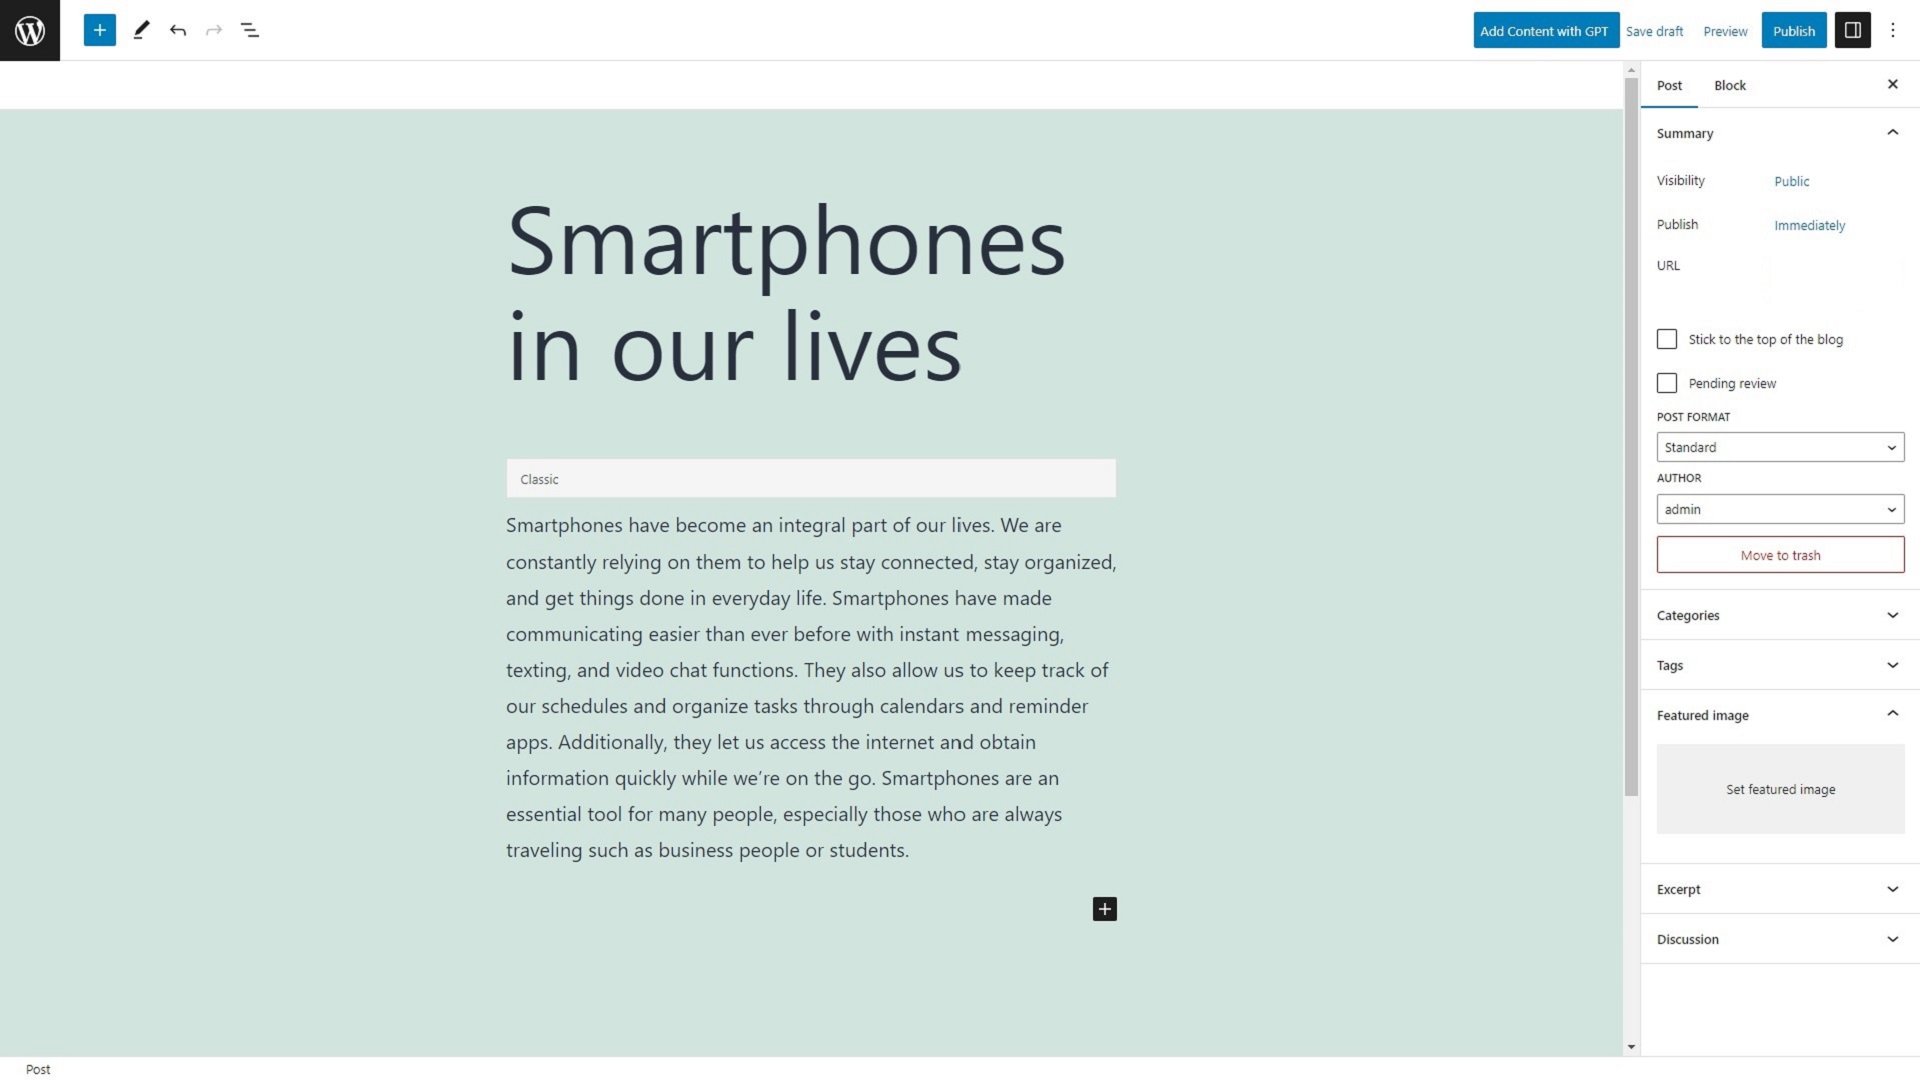 Add Content with GPT Save draft Preview Publish
Post Block
Summary
Visibility Public
Publish Immediately
URL
Stick to the top of the blog
Pending review
POST FORMAT
Standard
AUTHOR
admin
Move to trash
Categories
Tags
Featured image
Set featured image
Excerpt
Discussion
Smartphones
in our lives
Classic
Smartphones have become an integral part of our lives. We are
constantly relying on them to help us stay connected, stay organized,
and get things done in everyday life. Smartphones have made
communicating easier than ever before with instant messaging,
texting, and video chat functions. They also allow us to keep track of
our schedules and organize tasks through calendars and reminder
apps. Additionally, they let us access the internet and obtain
information quickly while we’re on the go. Smartphones are an
essential tool for many people, especially those who are always
traveling such as business people or students.
Post